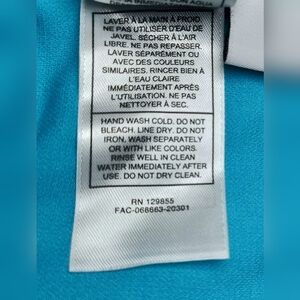 LAVER À LA MAIN À FROID.
NE PAS UTILISER D'EAU DE
JAVEL. SÉCHER À L'AIR
LIBRE. NE PAS REPASSER.
LAVER SÉPARÉMENT OU
AVEC DES COULEURS
SIMILAIRES. RINCER BIEN À
L'EAU CLAIRE
IMMÉDIATEMENT APRÈS
L'UTILISATION. NE PAS
NETTOYER À SEC.
HAND WASH COLD. DO NOT
BLEACH. LINE DRY. DO NOT
IRON, WASH SEPARATELY
OR WITH LIKE COLORS.
RINSE WELL IN CLEAN
WATER IMMEDIATELY AFTER
USE. DO NOT DRY CLEAN.
RN 129855
FAC-068663-20301